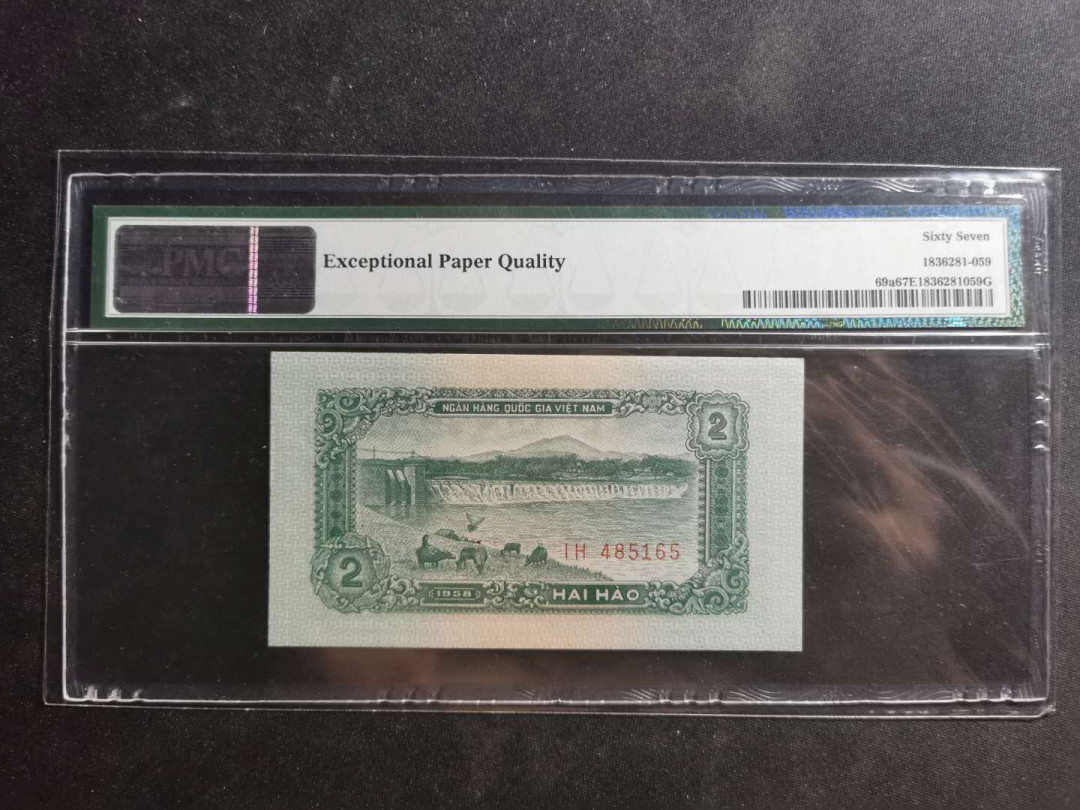 PMG
Exceptional Paper Quality
Sixty Seven
1836281-059
69a67E1836281059G
NGÂN HÀNG QUỐC GIA VIỆT NAM
2
IH 485165
2
1958
HAI HÀO